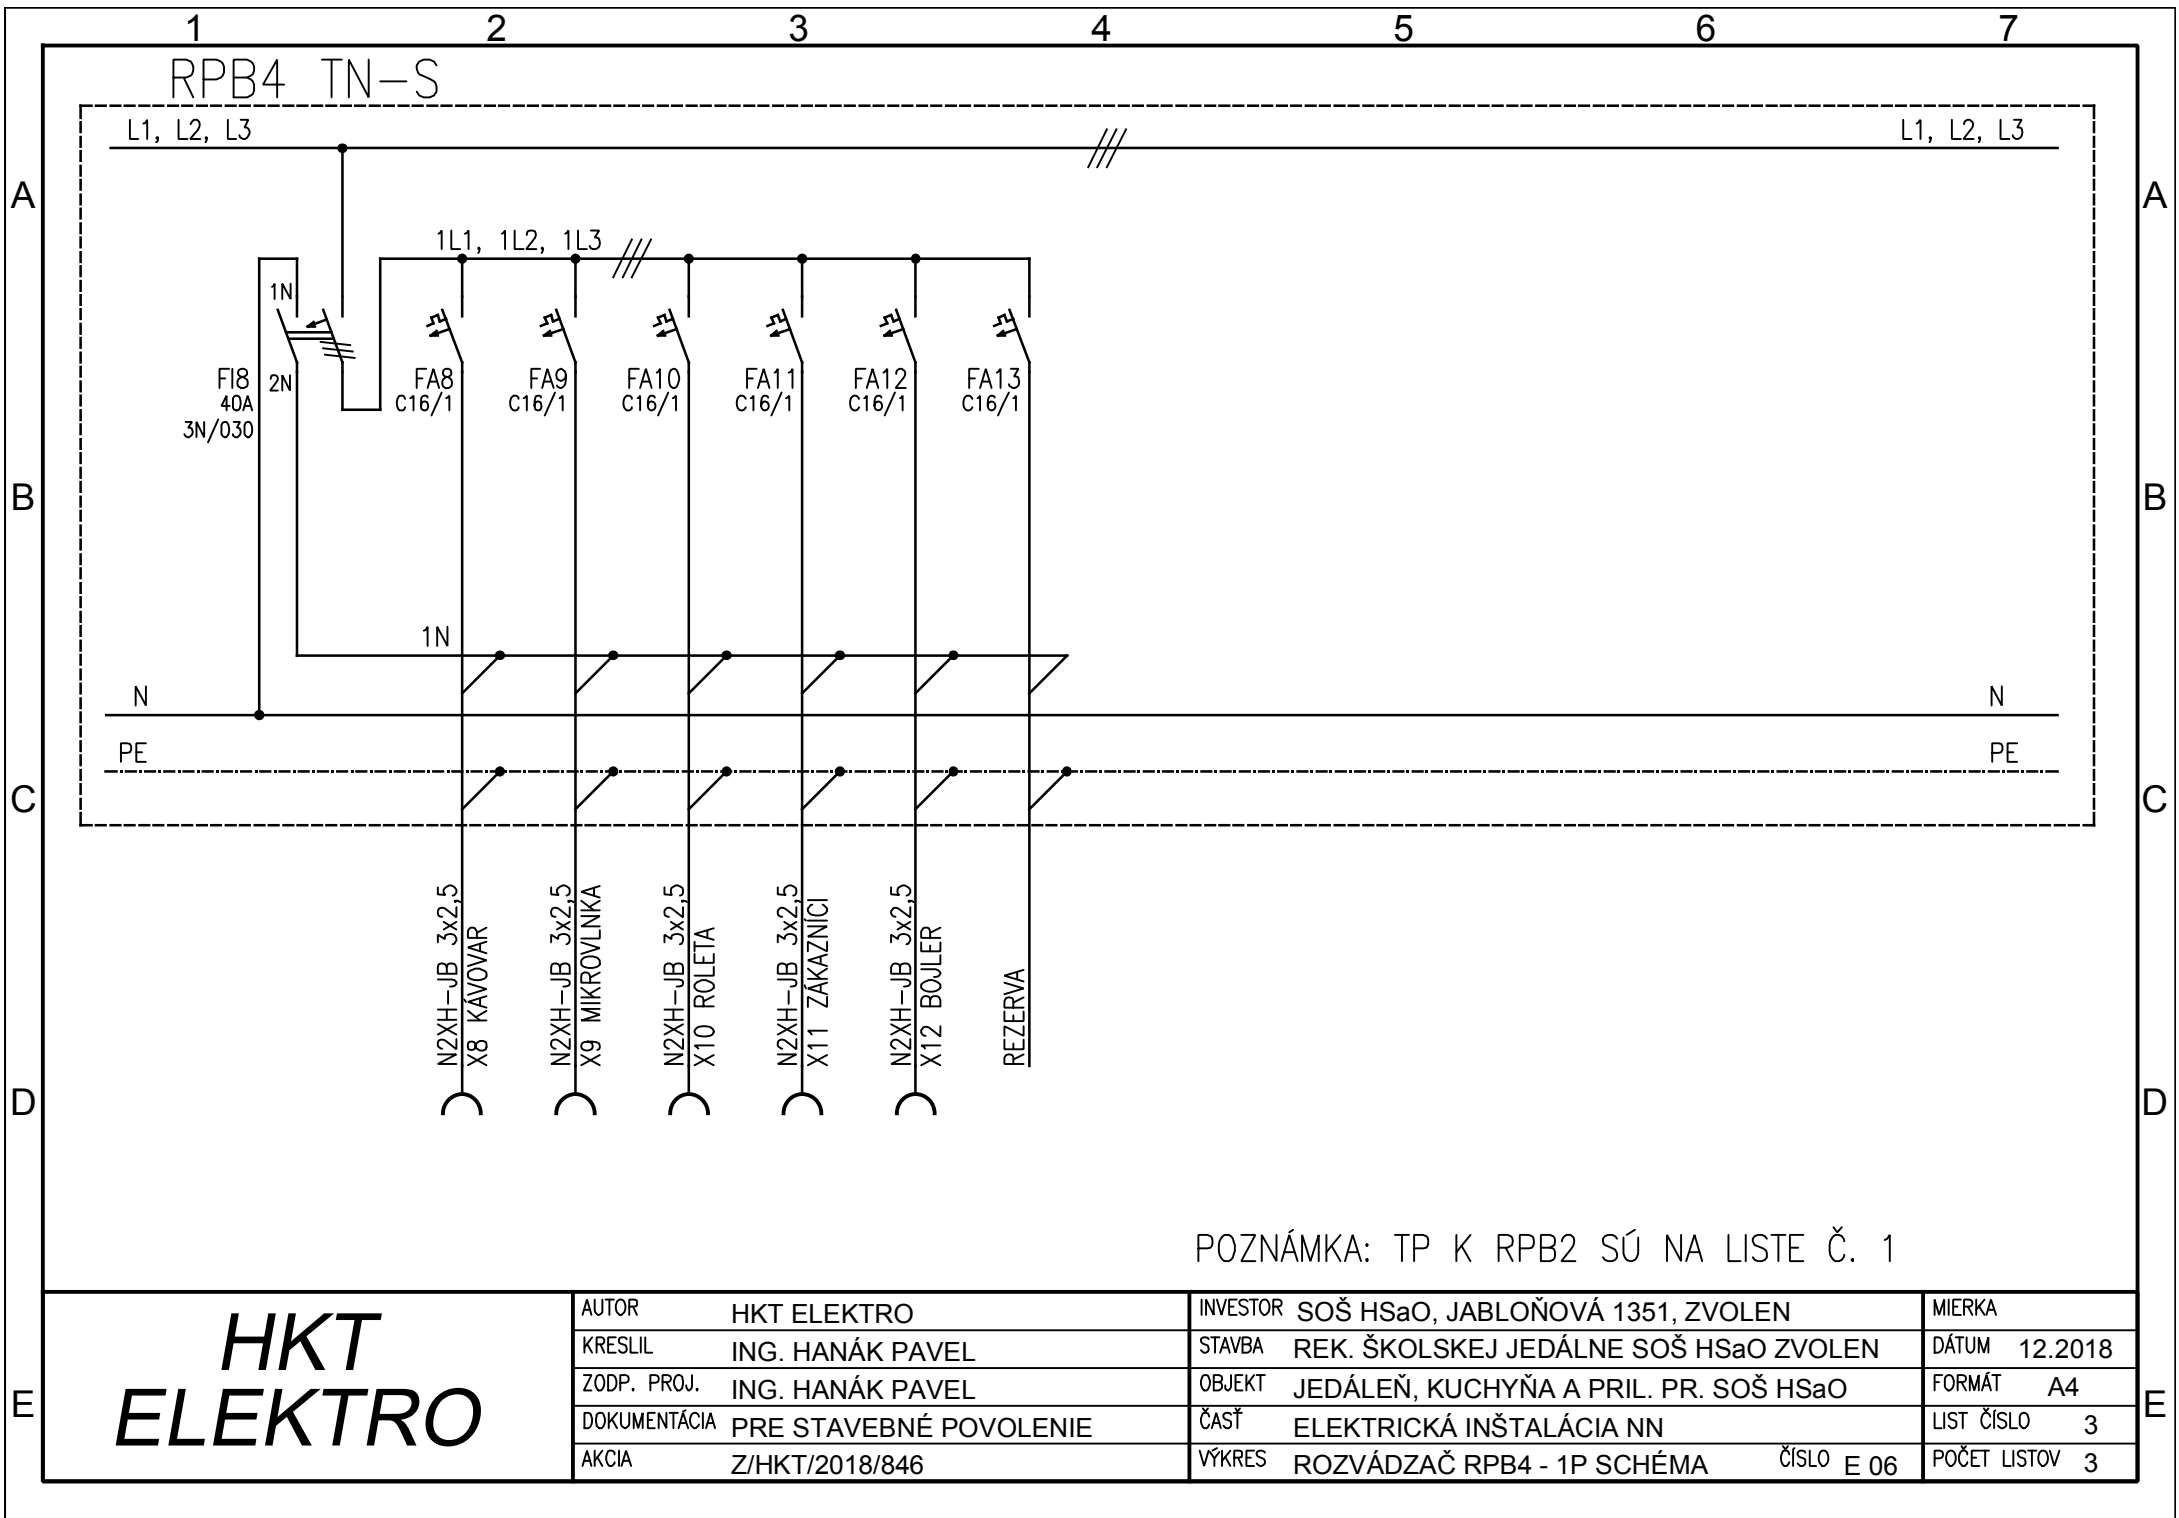 1 2 3 4 5 6 7
RPB4 TN-S
L1, L2, L3
L1, L2, L3
A
A
1L1, 1L2, 1L3
1N
2N
FI8
40A
3N/030
FA8
C16/1
FA9
C16/1
FA10
C16/1
FA11
C16/1
FA12
C16/1
FA13
C16/1
B
B
1N
N
N
PE
PE
C
C
N2XH-JB 3x2,5
X8 KÁVOVAR
N2XH-JB 3x2,5
X9 MIKROVLNKA
N2XH-JB 3x2,5
X10 ROLETA
N2XH-JB 3x2,5
X11 ZÁKAZNÍCI
N2XH-JB 3x2,5
X12 BOJLER
REZERVA
D
D
POZNÁMKA: TP K RPB2 SÚ NA LISTE Č. 1
HKT
ELEKTRO
E
E
AUTOR HKT ELEKTRO
KRESLIL ING. HANÁK PAVEL
ZODP. PROJ. ING. HANÁK PAVEL
DOKUMENTÁCIA PRE STAVEBNÉ POVOLENIE
AKCIA Z/HKT/2018/846
INVESTOR SOŠ HSaO, JABLOŇOVÁ 1351, ZVOLEN
STAVBA REK. ŠKOLSKEJ JEDÁLNE SOŠ HSaO ZVOLEN
OBJEKT JEDÁLEŇ, KUCHYŇA A PRIL. PR. SOŠ HSaO
ČASŤ ELEKTRICKÁ INŠTALÁCIA NN
VÝKRES ROZVÁDZAČ RPB4 - 1P SCHÉMA ČÍSLO E 06
MIERKA
DÁTUM 12.2018
FORMÁT A4
LIST ČÍSLO 3
POČET LISTOV 3